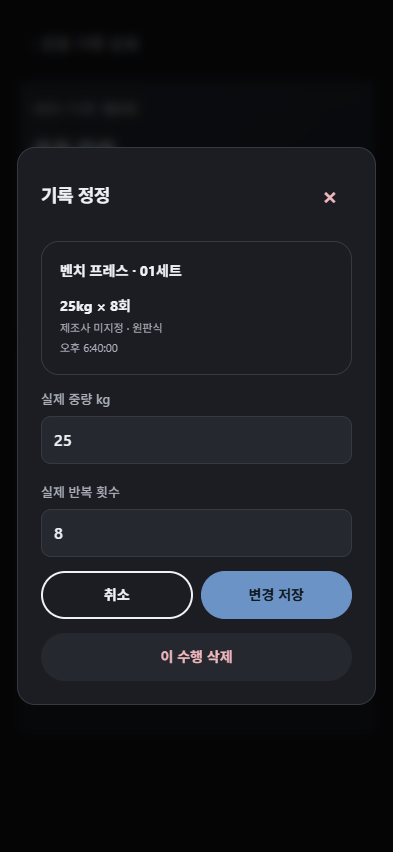 기록 정정
×
벤치 프레스 · 01세트
25kg × 8회
제조사 미지정 · 원판식
오후 6:40:00
실제 중량 kg
25
실제 반복 횟수
8
취소
변경 저장
이 수행 삭제